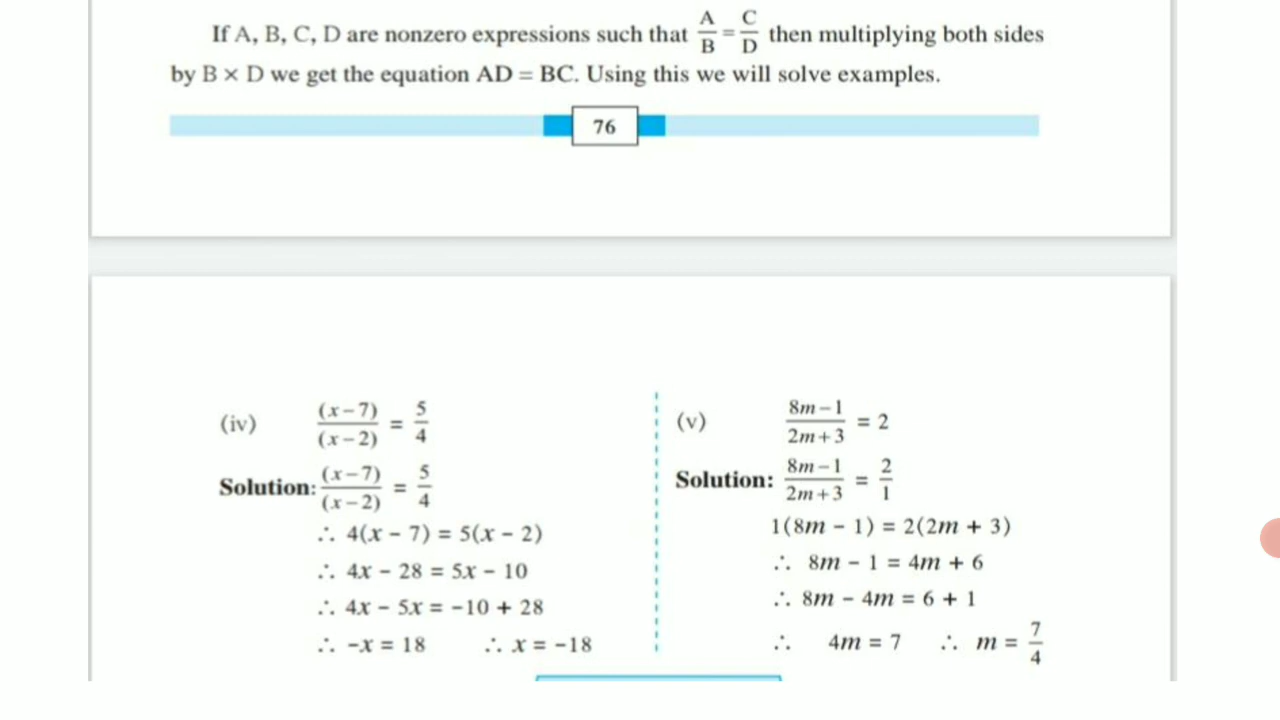 If A, B, C, D are nonzero expressions such that A/B = C/D then multiplying both sides
by B × D we get the equation AD = BC. Using this we will solve examples.
76
(iv) (x − 7)/(x − 2) = 5/4
Solution: (x − 7)/(x − 2) = 5/4
∴ 4(x − 7) = 5(x − 2)
∴ 4x − 28 = 5x − 10
∴ 4x − 5x = −10 + 28
∴ −x = 18 ∴ x = −18
(v) 8m − 1/2m + 3 = 2
Solution: 8m − 1/2m + 3 = 2/1
1(8m − 1) = 2(2m + 3)
∴ 8m − 1 = 4m + 6
∴ 8m − 4m = 6 + 1
∴ 4m = 7 ∴ m = 7/4